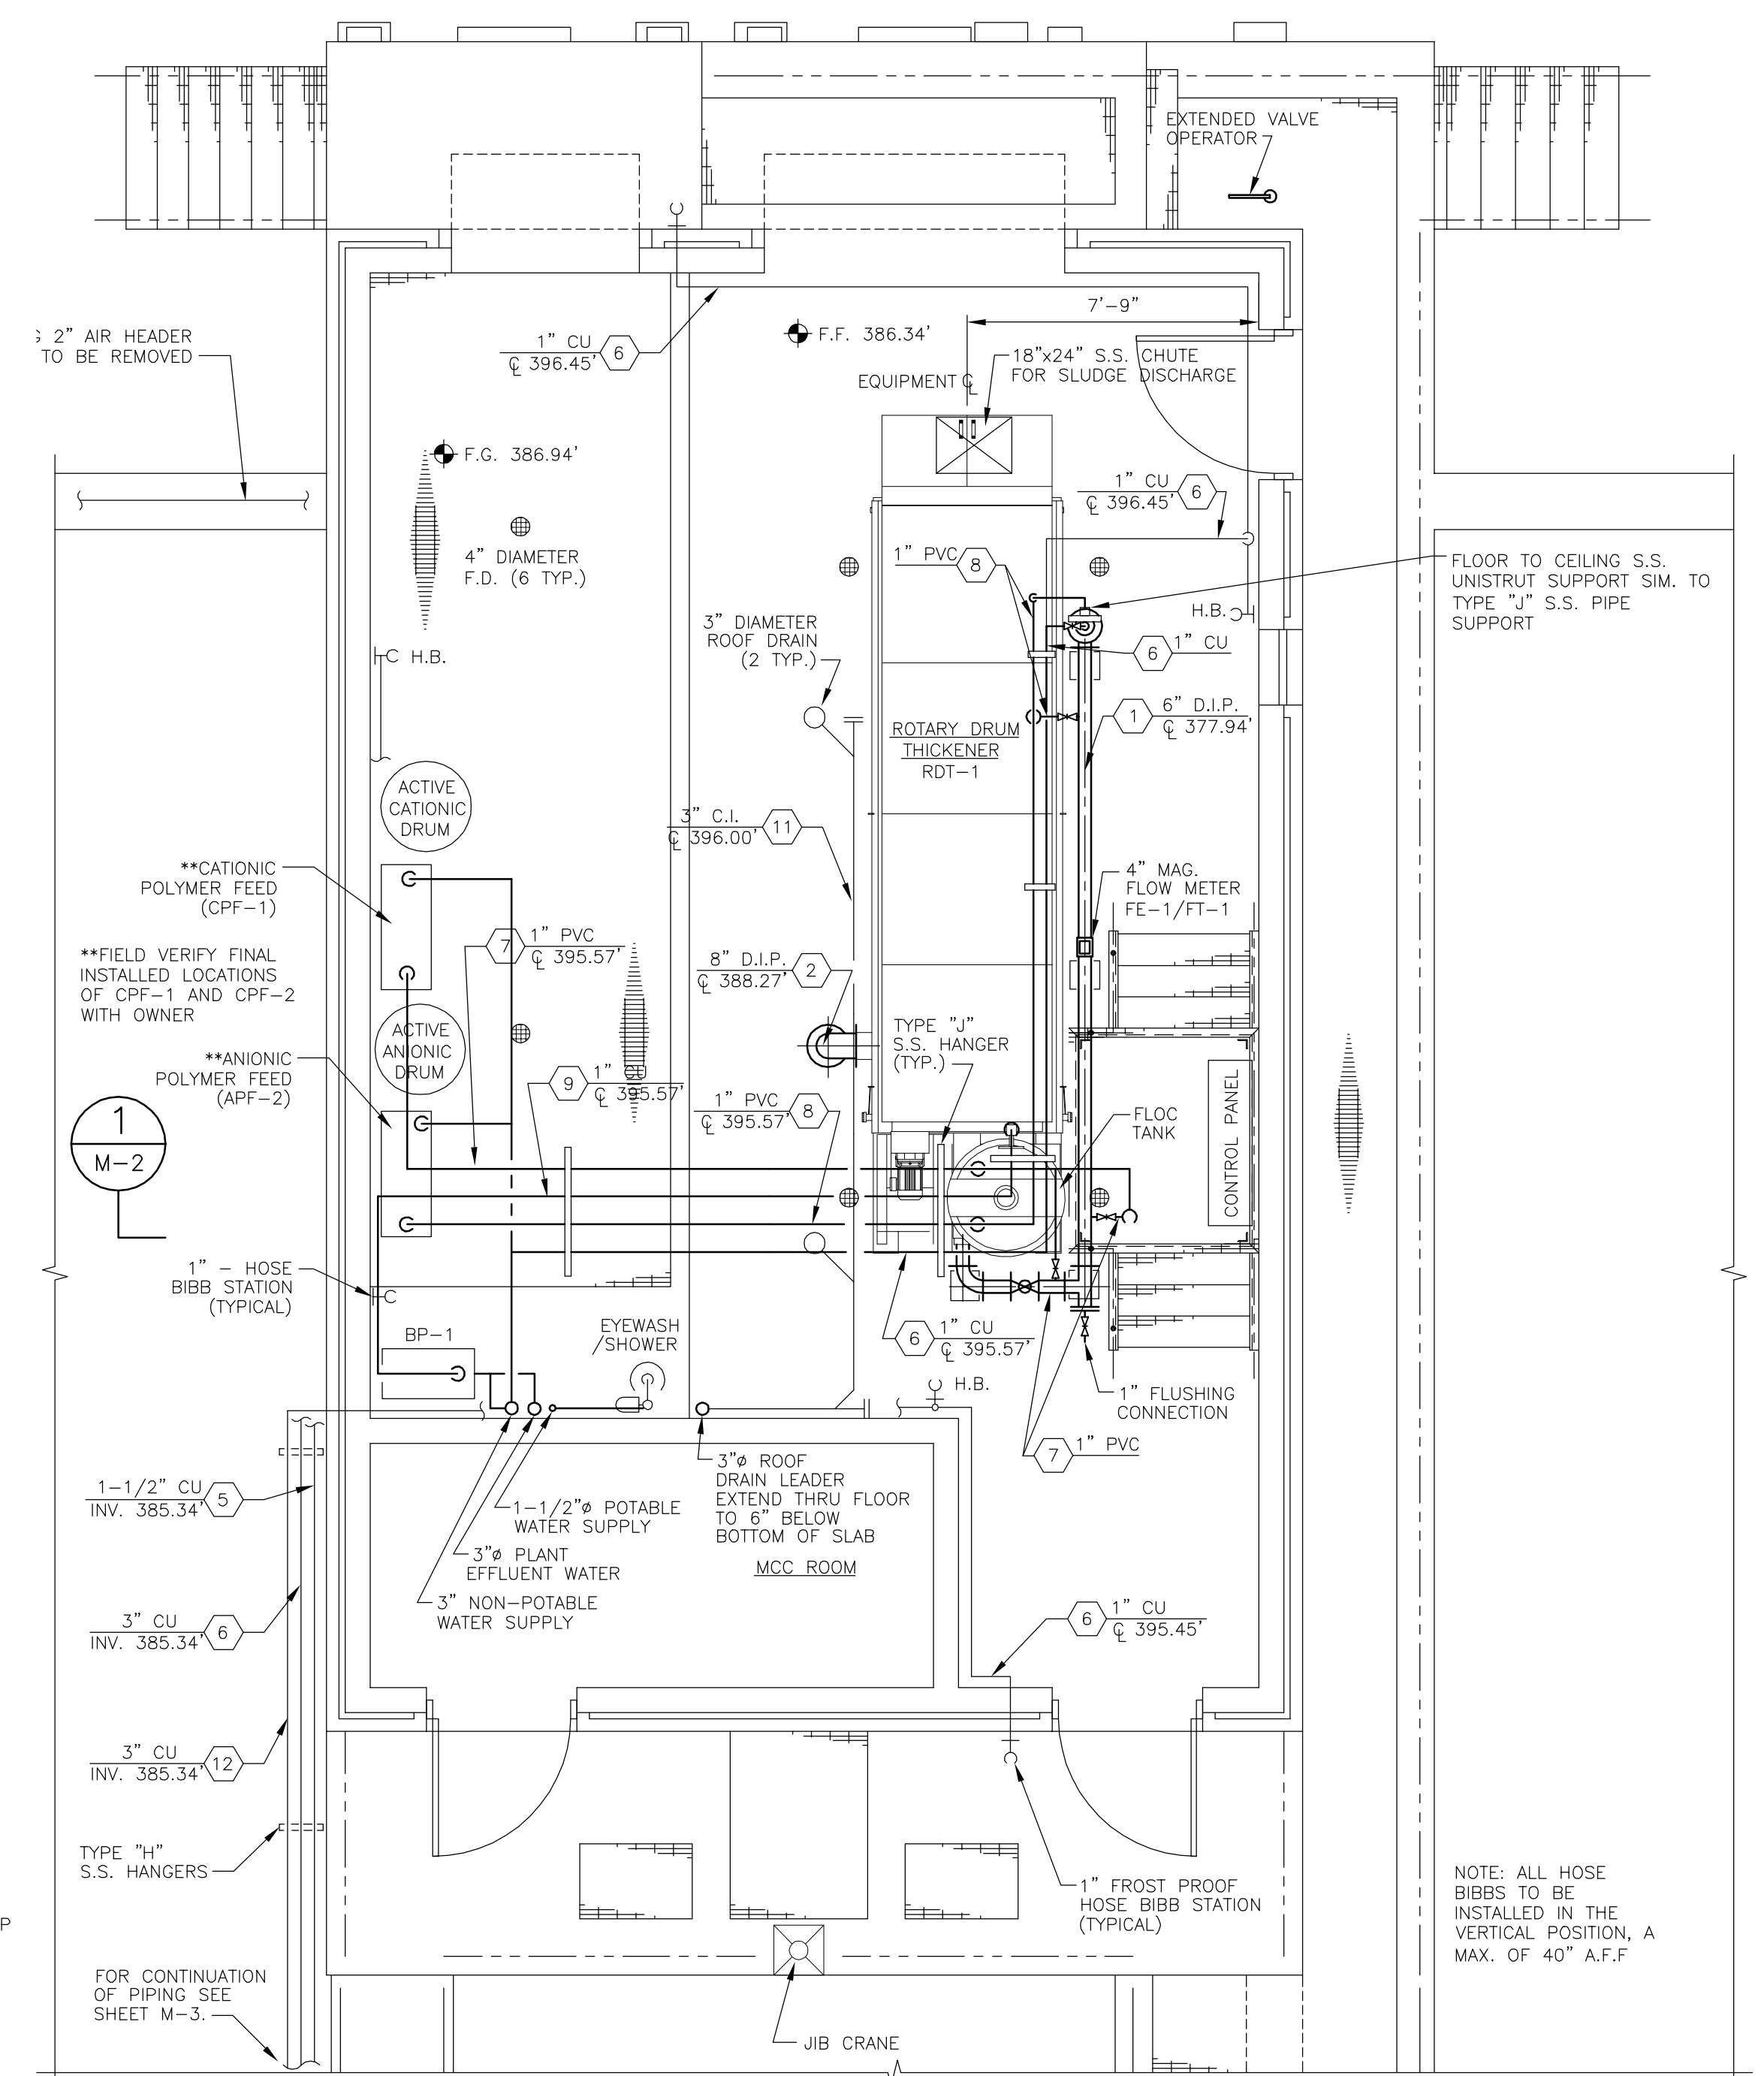 EXTENDED VALVE
OPERATOR
7'-9"
G 2" AIR HEADER
TO BE REMOVED
1" CU
℄ 396.45'
6
F.F. 386.34'
18"x24" S.S. CHUTE
FOR SLUDGE DISCHARGE
EQUIPMENT ℄
F.G. 386.94'
1" CU
℄ 396.45'
6
4" DIAMETER
F.D. (6 TYP.)
1" PVC
8
FLOOR TO CEILING S.S.
UNISTRUT SUPPORT SIM. TO
TYPE "J" S.S. PIPE
SUPPORT
H.B.
3" DIAMETER
ROOF DRAIN
(2 TYP.)
H.B.
6
1" CU
1
6" D.I.P.
℄ 377.94'
ROTARY DRUM
THICKENER
RDT-1
ACTIVE
CATIONIC
DRUM
3" C.I.
℄ 396.00'
11
**CATIONIC
POLYMER FEED
(CPF-1)
4" MAG.
FLOW METER
FE-1/FT-1
7
1" PVC
℄ 395.57'
**FIELD VERIFY FINAL
INSTALLED LOCATIONS
OF CPF-1 AND CPF-2
WITH OWNER
8" D.I.P.
℄ 388.27'
2
ACTIVE
ANIONIC
DRUM
TYPE "J"
S.S. HANGER
(TYP.)
**ANIONIC
POLYMER FEED
(APF-2)
9
1" CU
℄ 395.57'
1" PVC
℄ 395.57'
8
FLOC
TANK
CONTROL PANEL
1
M-2
1" - HOSE
BIBB STATION
(TYPICAL)
BP-1
EYEWASH
/SHOWER
6
1" CU
℄ 395.57'
H.B.
1" FLUSHING
CONNECTION
7
1" PVC
3"ø ROOF
DRAIN LEADER
EXTEND THRU FLOOR
TO 6" BELOW
BOTTOM OF SLAB
1-1/2" CU
INV. 385.34'
5
1-1/2"ø POTABLE
WATER SUPPLY
3"ø PLANT
EFFLUENT WATER
MCC ROOM
3" NON-POTABLE
WATER SUPPLY
3" CU
INV. 385.34'
6
6
1" CU
℄ 395.45'
3" CU
INV. 385.34'
12
TYPE "H"
S.S. HANGERS
1" FROST PROOF
HOSE BIBB STATION
(TYPICAL)
NOTE: ALL HOSE
BIBBS TO BE
INSTALLED IN THE
VERTICAL POSITION, A
MAX. OF 40" A.F.F
P
FOR CONTINUATION
OF PIPING SEE
SHEET M-3.
JIB CRANE